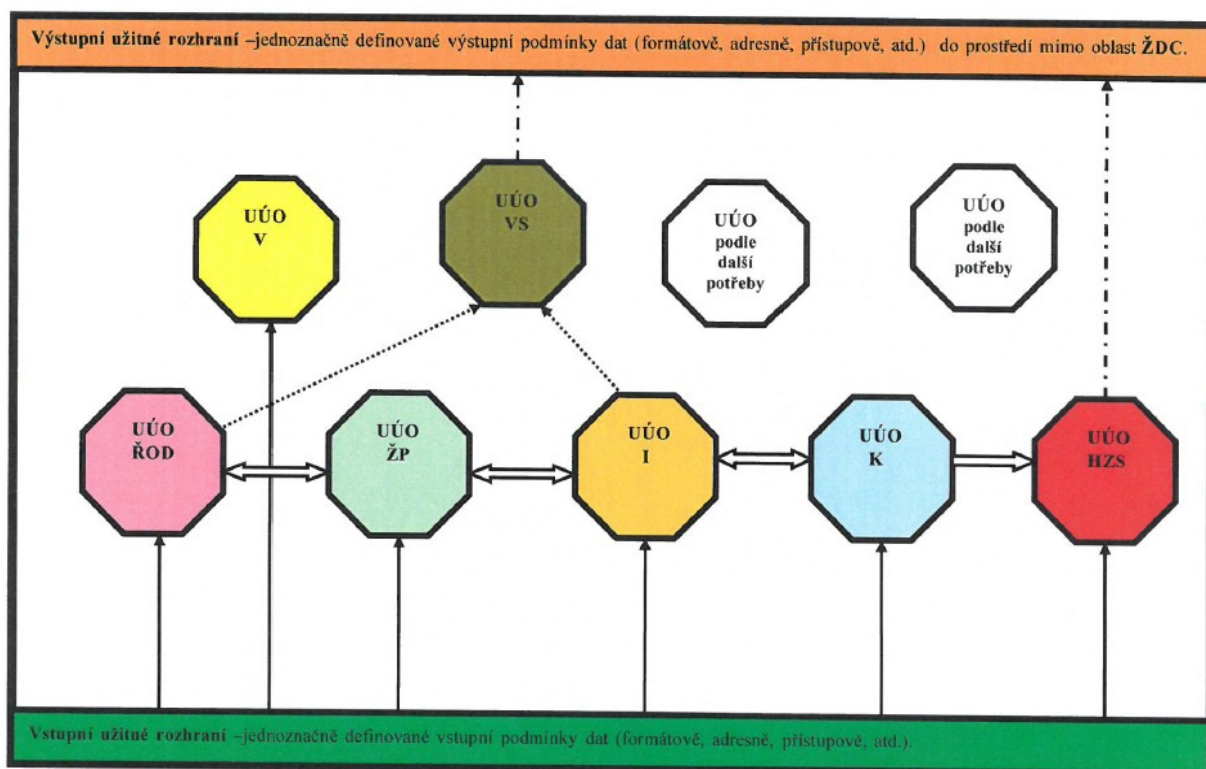 Výstupní užitné rozhraní –jednoznačně definované výstupní podmínky dat (formátově, adresně, přístupově, atd.) do prostředí mimo oblast ŽDC.
UÚO
V
UÚO
VS
UÚO
podle
další
potřeby
UÚO
podle
další
potřeby
UÚO
ŘOD
UÚO
ŽP
UÚO
I
UÚO
K
UÚO
HZS
Vstupní užitné rozhraní –jednoznačně definované vstupní podmínky dat (formátově, adresně, přístupově, atd.).